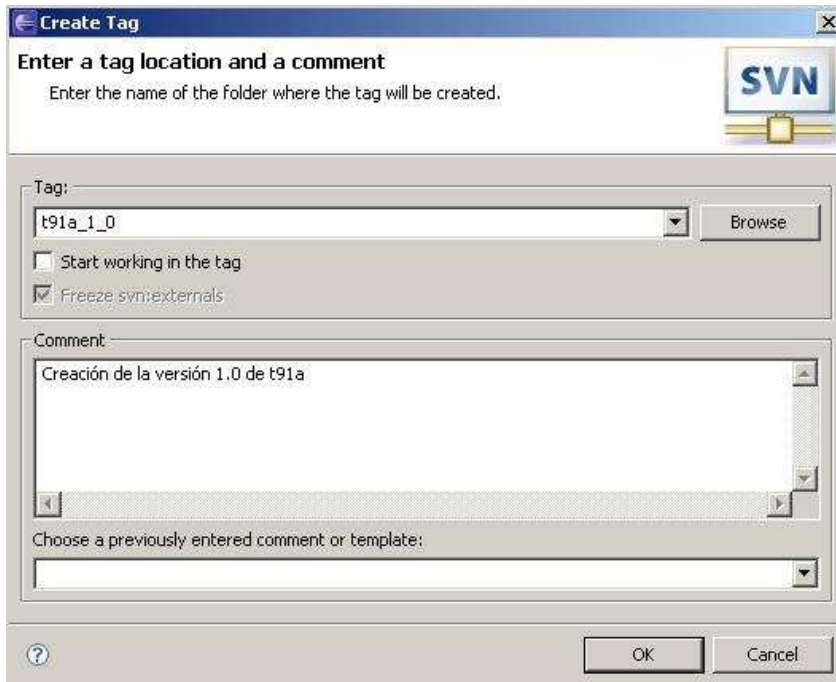 Create Tag
Enter a tag location and a comment
Enter the name of the folder where the tag will be created.
SVN
Tag:
t91a_1_0
Browse
Start working in the tag
Freeze svn:externals
Comment
Creación de la versión 1.0 de t91a
Choose a previously entered comment or template:
?
OK
Cancel